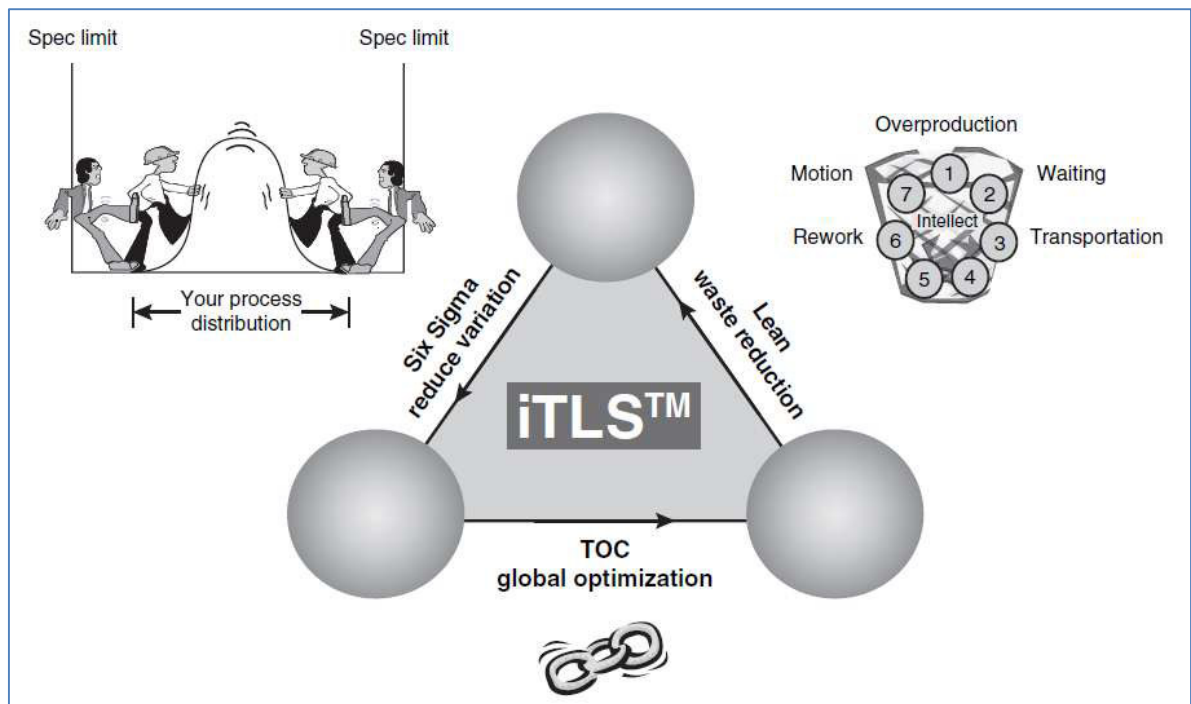 Spec limit
Spec limit
Your process
distribution
Overproduction
Motion
Waiting
1
7
2
Intellect
Rework
6
3
Transportation
5
4
Six Sigma
reduce variation
Lean
waste reduction
iTLS™
TOC
global optimization